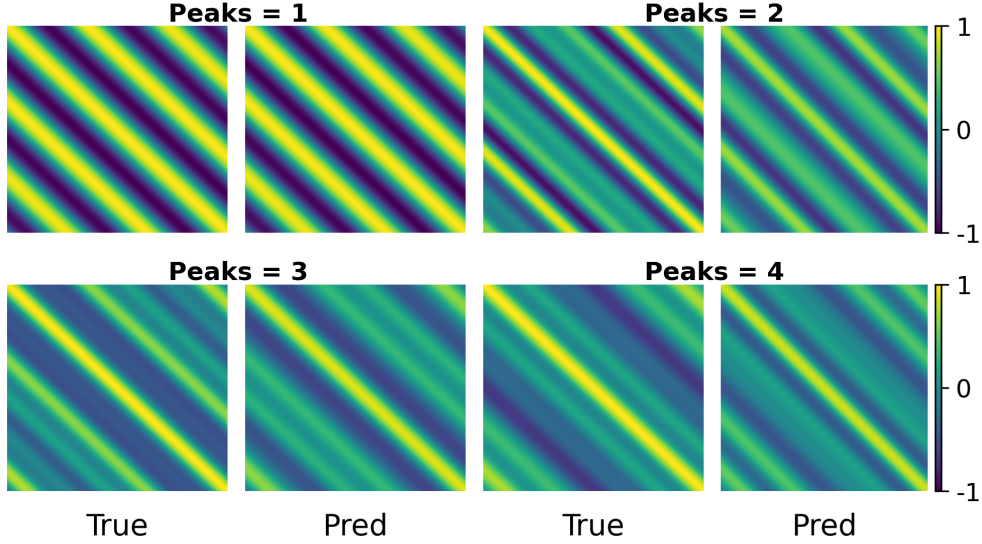 Peaks = 1
Peaks = 2
1
0
-1
Peaks = 3
Peaks = 4
1
0
-1
True
Pred
True
Pred